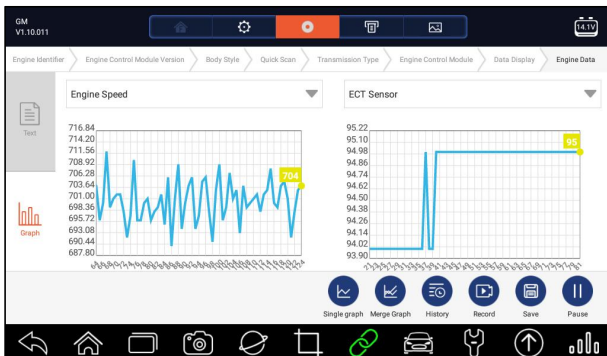 GM
V1.10.011
14.1V
Engine Identifier
Engine Control Module Version
Body Style
Quick Scan
Transmission Type
Engine Control Module
Data Display
Engine Data
Text
Graph
Engine Speed
716.84
714.20
711.56
708.92
706.28
703.64
701.00
698.36
695.72
693.08
690.44
687.80
704
ECT Sensor
95.22
95.10
94.98
94.86
94.74
94.62
94.50
94.38
94.26
94.14
94.02
93.90
95
Single graph
Merge Graph
History
Record
Save
Pause